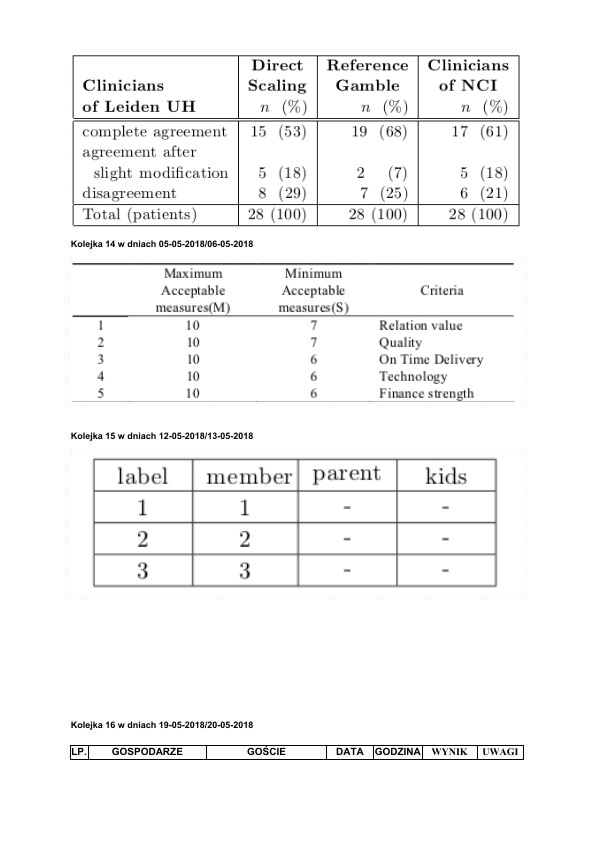 Direct Reference Clinicians
Clinicians Scaling Gamble of NCI
of Leiden UH n (%) n (%) n (%)
complete agreement 15 (53) 19 (68) 17 (61)
agreement after
slight modification 5 (18) 2 (7) 5 (18)
disagreement 8 (29) 7 (25) 6 (21)
Total (patients) 28 (100) 28 (100) 28 (100)
Kolejka 14 w dniach 05-05-2018/06-05-2018
Maximum Minimum
Acceptable Acceptable Criteria
measures(M) measures(S)
1 10 7 Relation value
2 10 7 Quality
3 10 6 On Time Delivery
4 10 6 Technology
5 10 6 Finance strength
Kolejka 15 w dniach 12-05-2018/13-05-2018
label member parent kids
1 1 - -
2 2 - -
3 3 - -
Kolejka 16 w dniach 19-05-2018/20-05-2018
LP. GOSPODARZE GOŚCIE DATA GODZINA WYNIK UWAGI